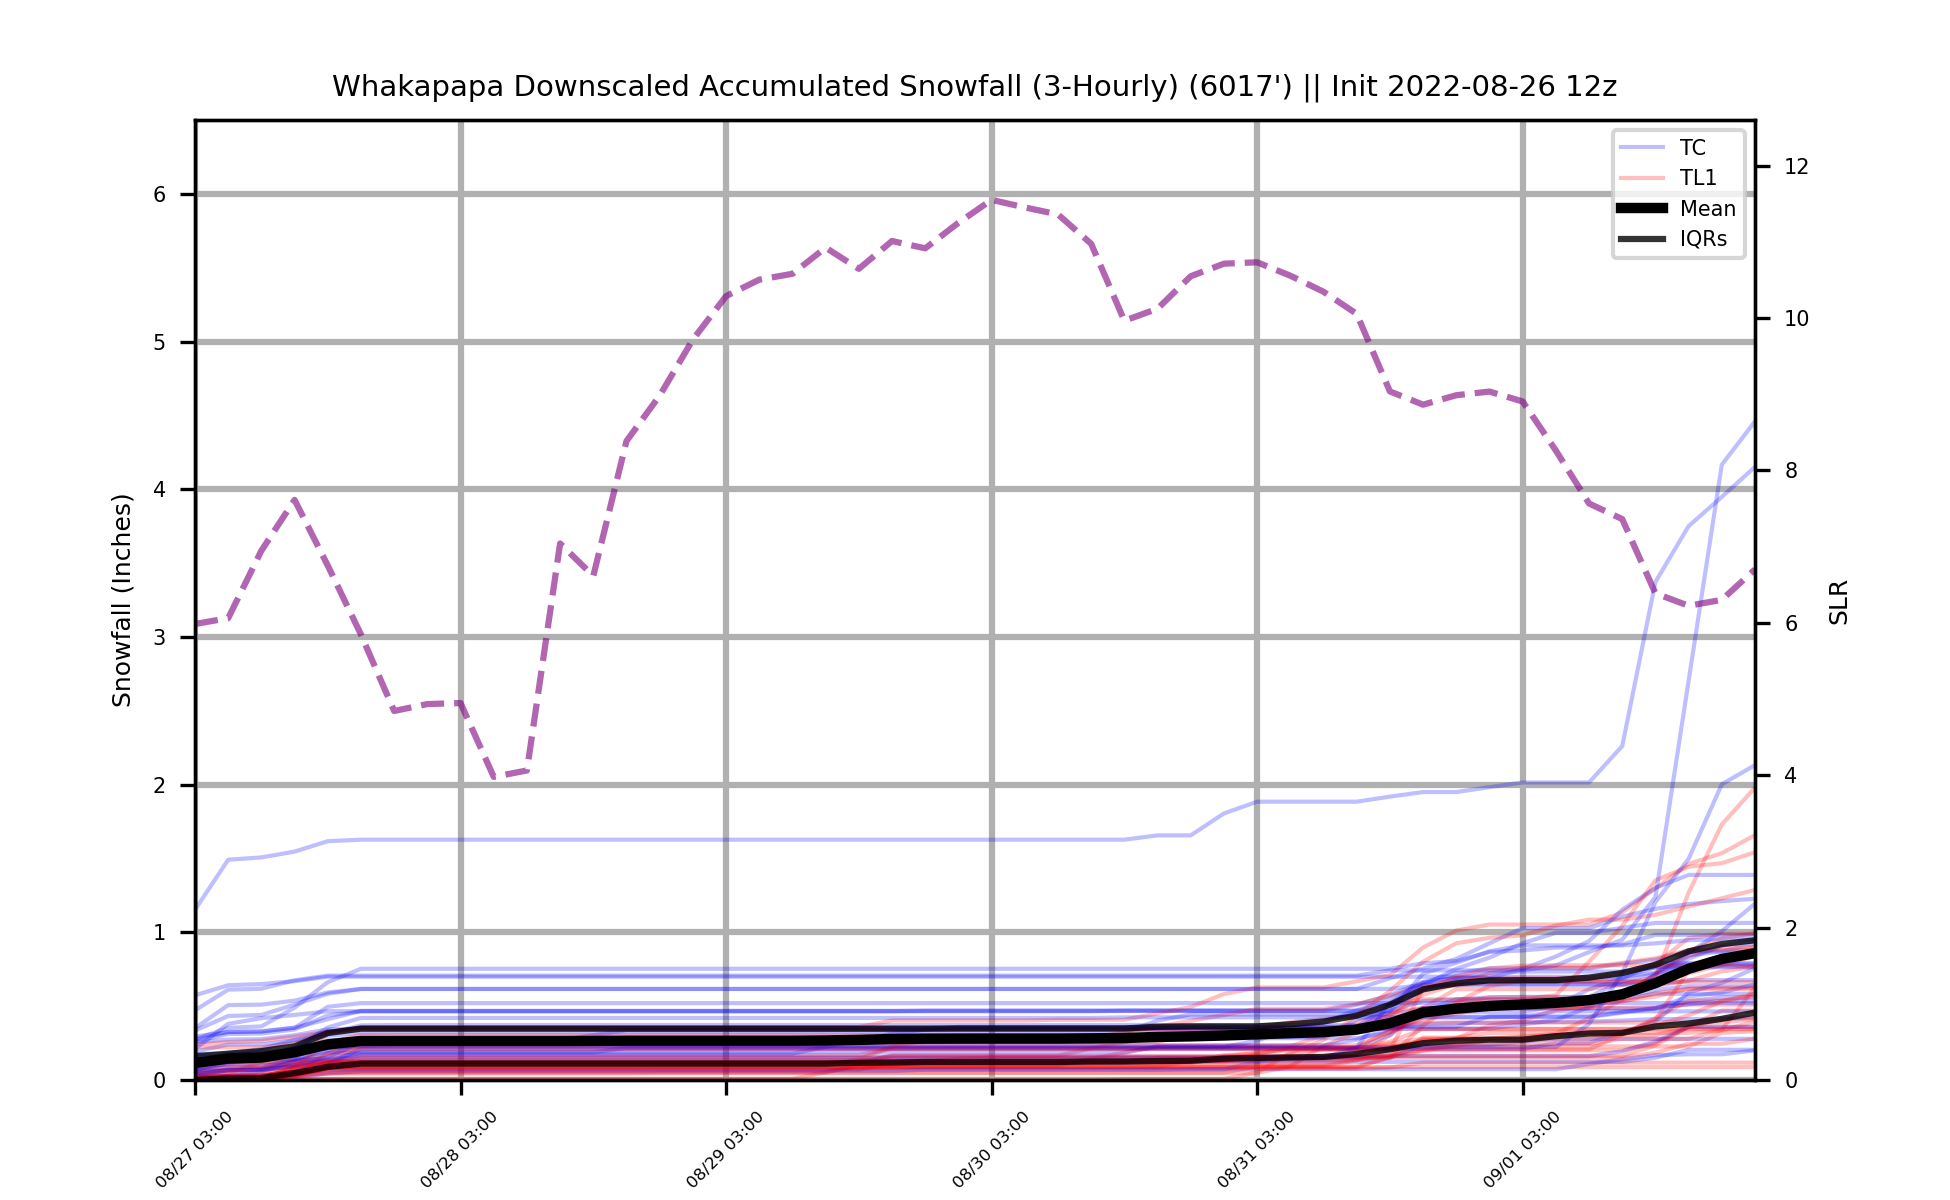 Whakapapa Downscaled Accumulated Snowfall (3-Hourly) (6017') || Init 2022-08-26 12z
TC
TL1
Mean
IQRs
Snowfall (Inches)
6
5
4
3
2
1
0
SLR
12
10
8
6
4
2
0
08/27 03:00
08/28 03:00
08/29 03:00
08/30 03:00
08/31 03:00
09/01 03:00